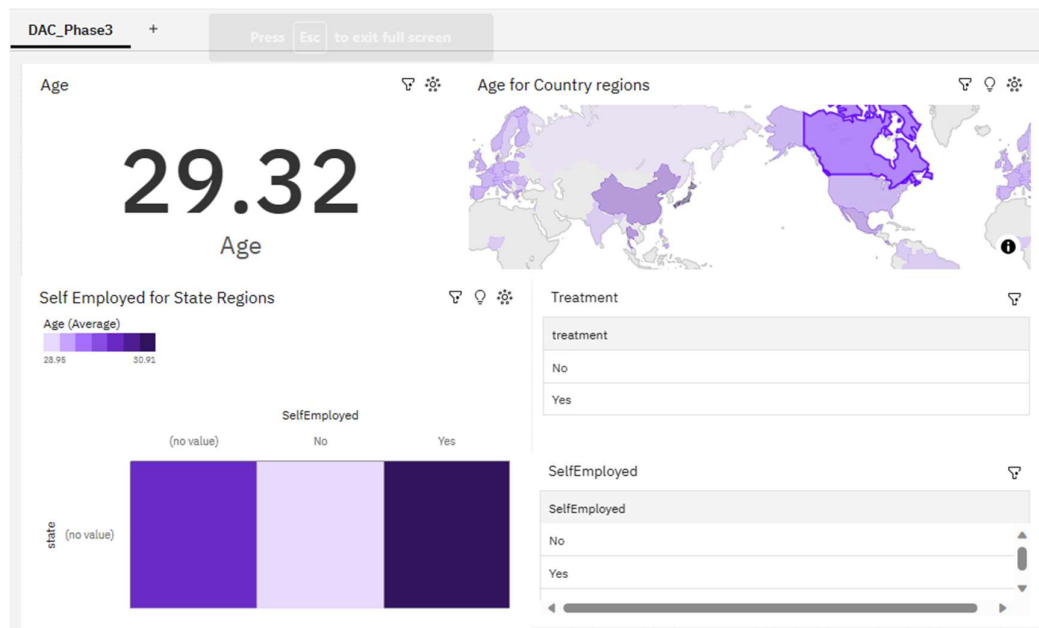 DAC_Phase3 +
Press Esc to exit full screen
Age
29.32
Age
Age for Country regions
Self Employed for State Regions
Age (Average)
28.95 30.91
SelfEmployed
(no value) No Yes
state
(no value)
Treatment
treatment
No
Yes
SelfEmployed
SelfEmployed
No
Yes